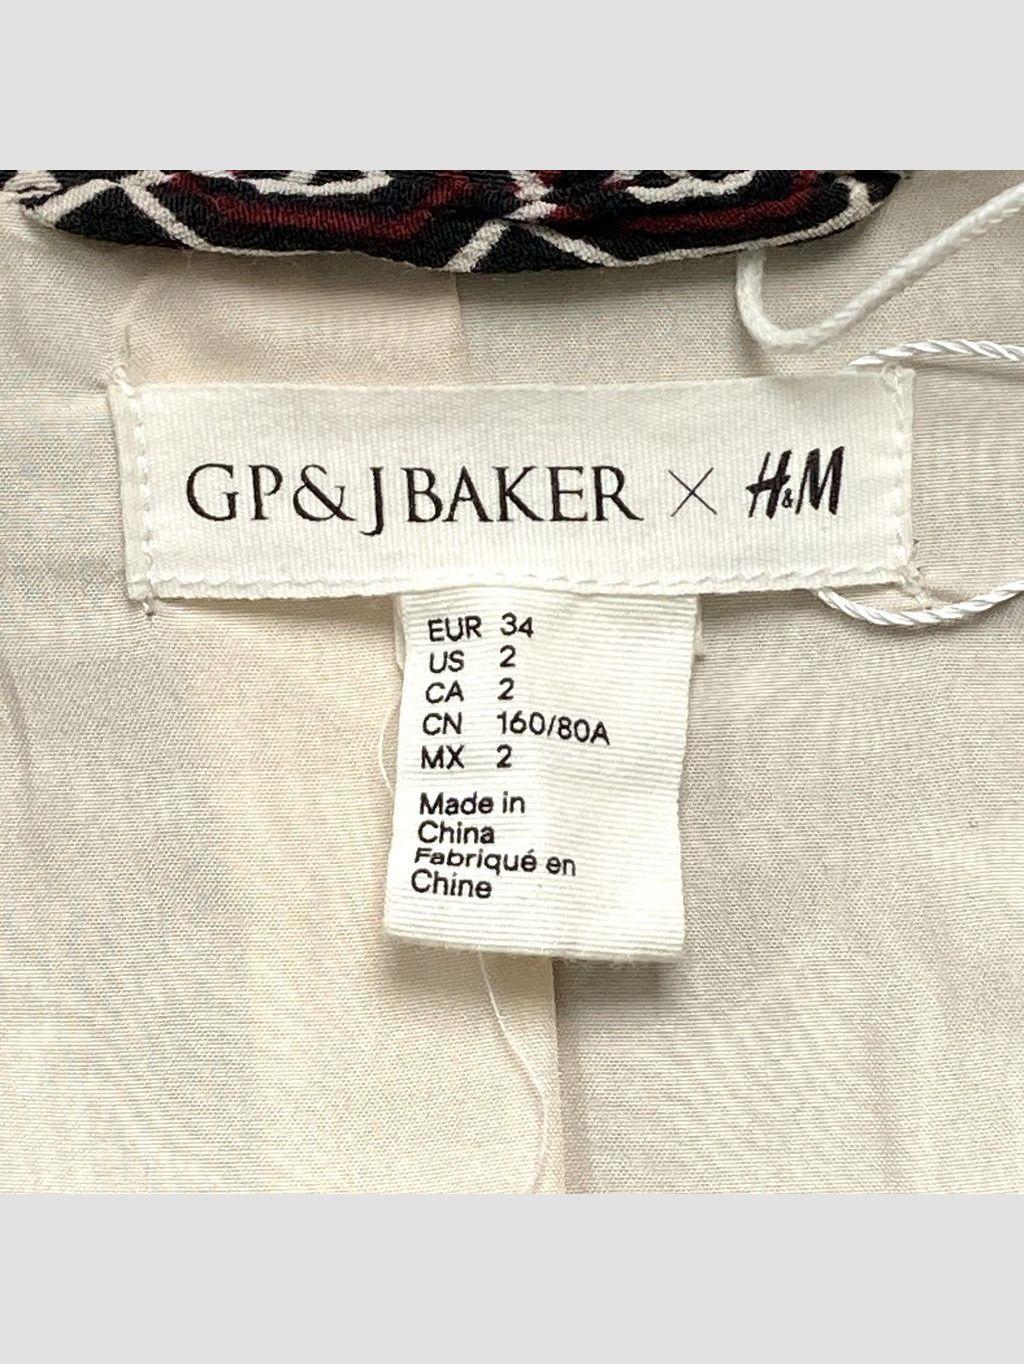 GP & J BAKER × H&M
EUR 34
US 2
CA 2
CN 160/80A
MX 2
Made in
China
Fabriqué en
Chine